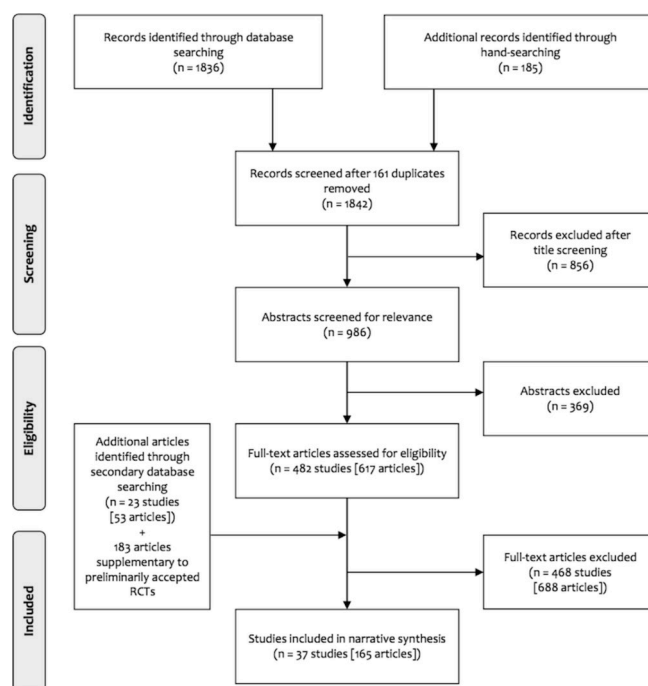 Identification
Records identified through database
searching
(n = 1836)
Additional records identified through
hand-searching
(n = 185)
Records screened after 161 duplicates
removed
(n = 1842)
Screening
Records excluded after
title screening
(n = 856)
Abstracts screened for relevance
(n = 986)
Eligibility
Abstracts excluded
(n = 369)
Full-text articles assessed for eligibility
(n = 482 studies [617 articles])
Additional articles
identified through
secondary database
searching
(n = 23 studies
[53 articles])
+
183 articles
supplementary to
preliminarily accepted
RCTs
Included
Full-text articles excluded
(n = 468 studies
[688 articles])
Studies included in narrative synthesis
(n = 37 studies [165 articles])